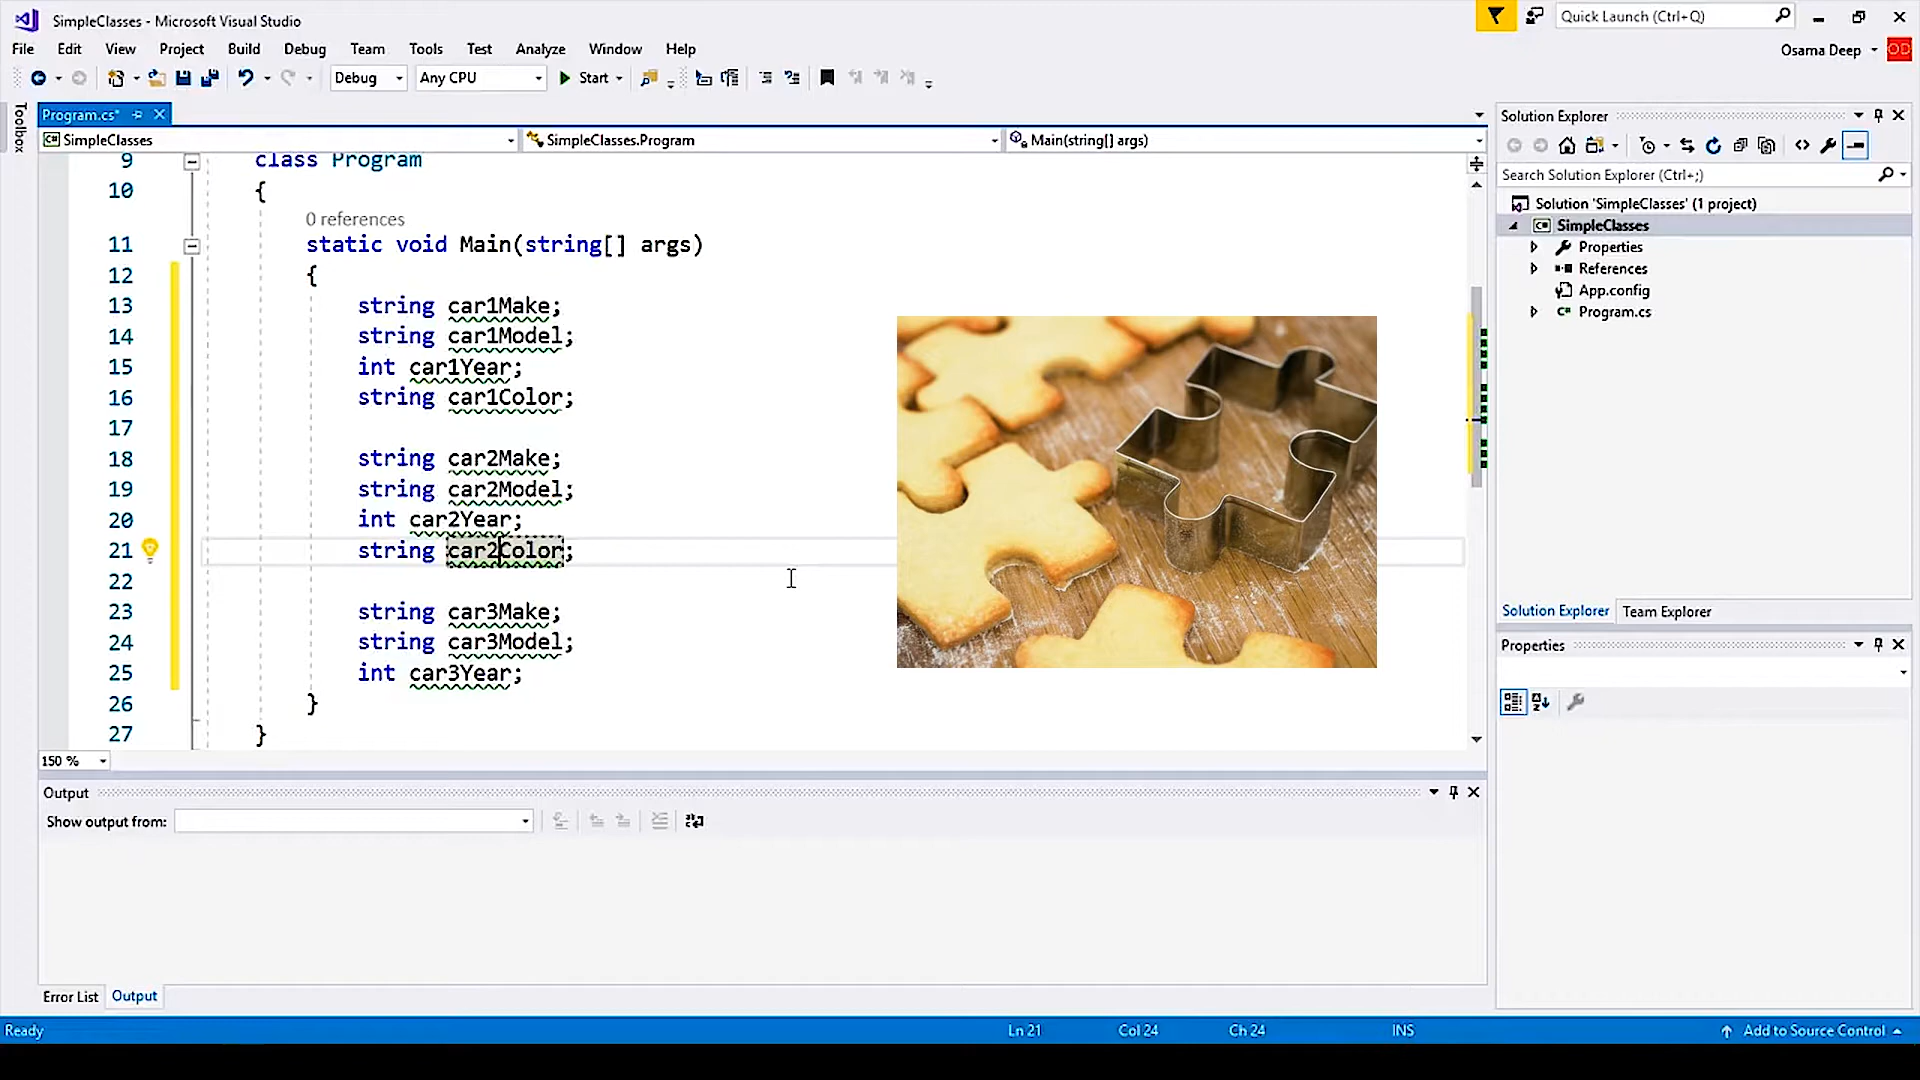 SimpleClasses - Microsoft Visual Studio
Quick Launch (Ctrl+Q)
File Edit View Project Build Debug Team Tools Test Analyze Window Help
Osama Deep OD
Debug Any CPU Start
Toolbox
Program.cs*
SimpleClasses SimpleClasses.Program Main(string[] args)
9 class Program
10 {
0 references
11 static void Main(string[] args)
12 {
13 string car1Make;
14 string car1Model;
15 int car1Year;
16 string car1Color;
17
18 string car2Make;
19 string car2Model;
20 int car2Year;
21 string car2Color;
22
23 string car3Make;
24 string car3Model;
25 int car3Year;
26 }
27 }
150 %
Output
Show output from:
Error List Output
Solution Explorer
Search Solution Explorer (Ctrl+;)
Solution 'SimpleClasses' (1 project)
SimpleClasses
Properties
References
App.config
Program.cs
Solution Explorer Team Explorer
Properties
Ready Ln 21 Col 24 Ch 24 INS Add to Source Control